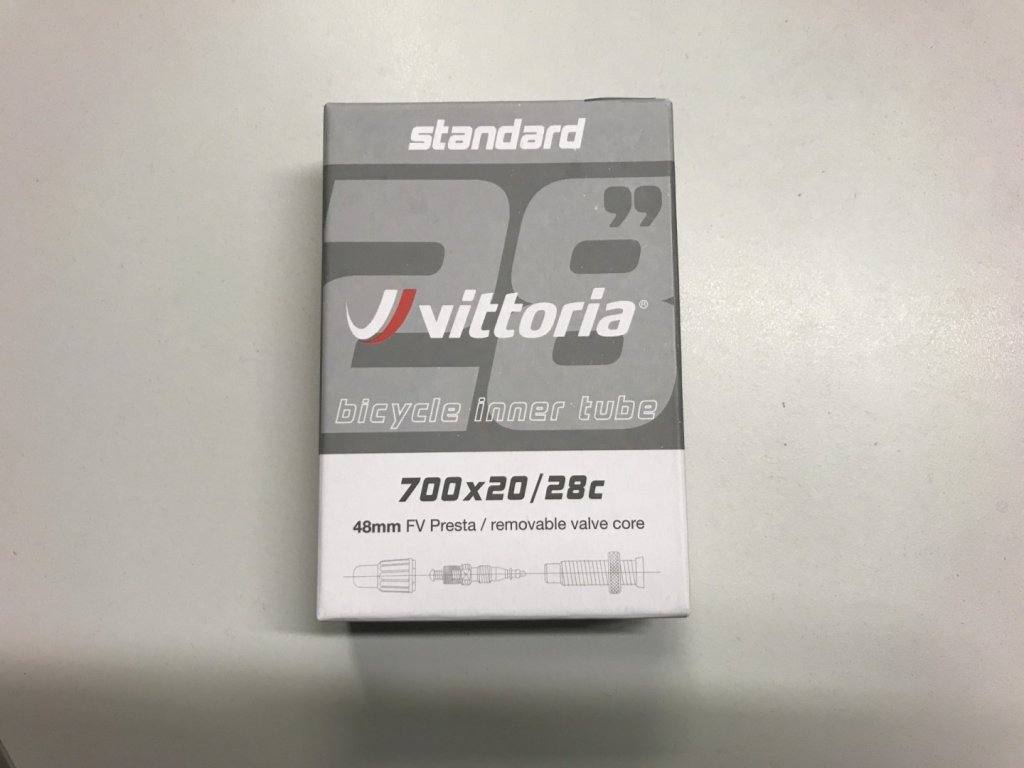 standard
28”
vittoria®
bicycle inner tube
700x20/28c
48mm FV Presta / removable valve core